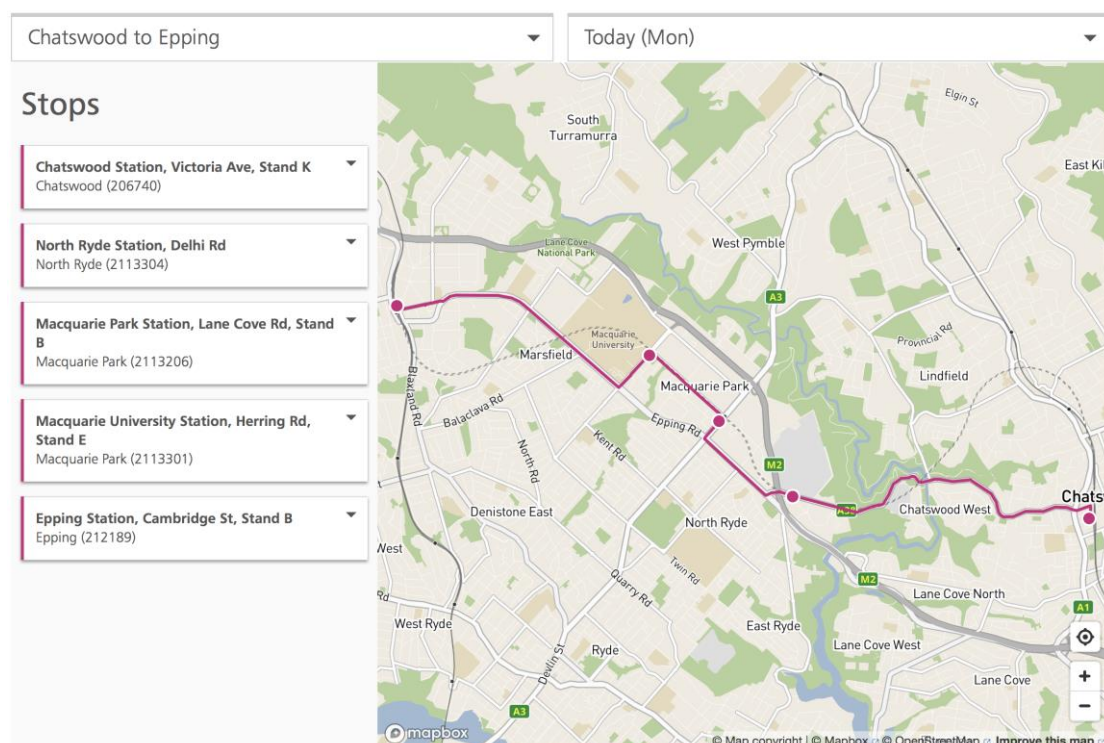 Chatswood to Epping
Today (Mon)
Stops
Chatswood Station, Victoria Ave, Stand K
Chatswood (206740)
North Ryde Station, Delhi Rd
North Ryde (2113304)
Macquarie Park Station, Lane Cove Rd, Stand
B
Macquarie Park (2113206)
Macquarie University Station, Herring Rd,
Stand E
Macquarie Park (2113301)
Epping Station, Cambridge St, Stand B
Epping (212189)
Elgin St
South
Turramurra
East Ki
Lane Cove
National Park
West Pymble
A3
Provincial Rd
Macquarie
University
Marsfield
Lindfield
Macquarie Park
Blaxland Rd
Balaclava Rd
Epping Rd
Kent Rd
North Rd
M2
Chats
Chatswood West
Denistone East
North Ryde
West
Twin Rd
M2
Quarry Rd
Lane Cove North
Rd
A1
West Ryde
East Ryde
Lane Cove West
Devlin St
Ryde
Lane Cove
+
A3
−
mapbox
© Map copyright | © Mapbox © OpenStreetMap Improve this map